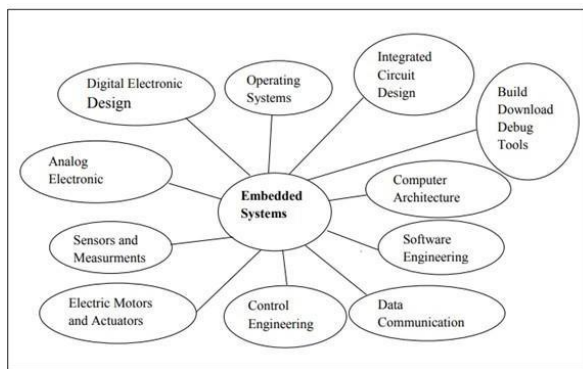 Digital Electronic
Design
Operating
Systems
Integrated
Circuit
Design
Build
Download
Debug
Tools
Analog
Electronic
Embedded
Systems
Computer
Architecture
Sensors and
Measurments
Software
Engineering
Electric Motors
and Actuators
Control
Engineering
Data
Communication